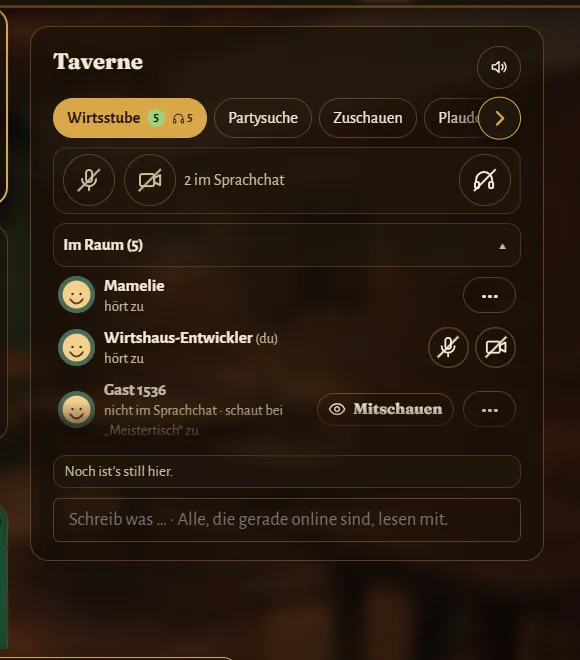 Taverne
Wirtsstube 5 5 Partysuche Zuschauen Plaude
2 im Sprachchat
Im Raum (5)
Mamelie
hört zu
Wirtshaus-Entwickler (du)
hört zu
Gast 1536
nicht im Sprachchat · schaut bei
„Meistertisch“ zu
Mitschauen
Noch ist's still hier.
Schreib was … · Alle, die gerade online sind, lesen mit.